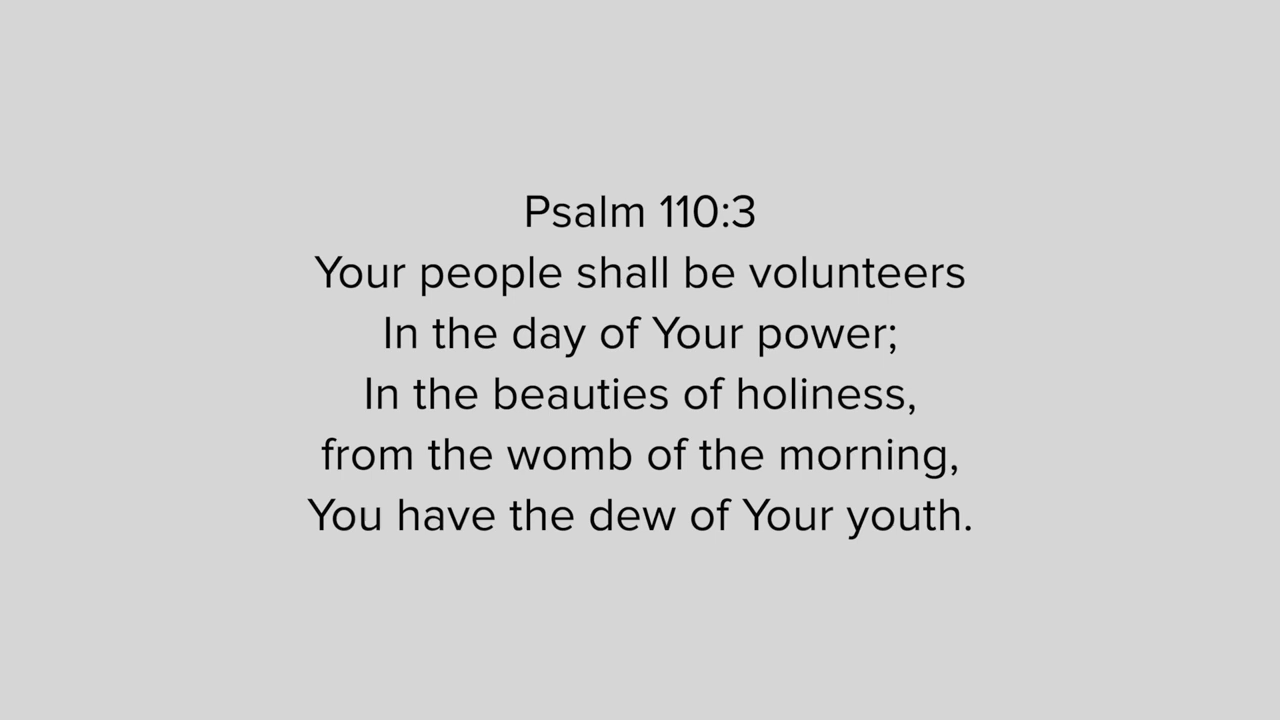 Psalm 110:3
Your people shall be volunteers
In the day of Your power;
In the beauties of holiness,
from the womb of the morning,
You have the dew of Your youth.